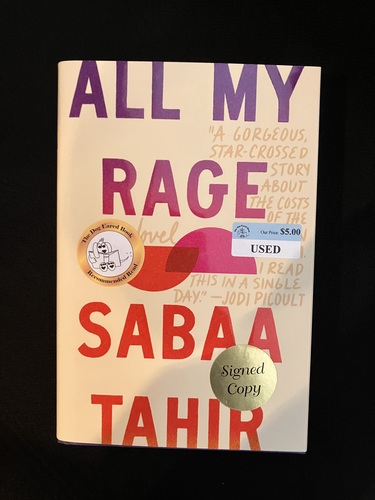 ALL MY
"A GORGEOUS,
STAR-CROSSED
STORY
RAGE
ABOUT
THE COSTS
OF THE
novel
The Dog Eared Book
Recommended Read
Our Price: $5.00
USED
I READ
THIS IN A SINGLE
DAY." —JODI PICOULT
SABAA
Signed
Copy
TAHIR